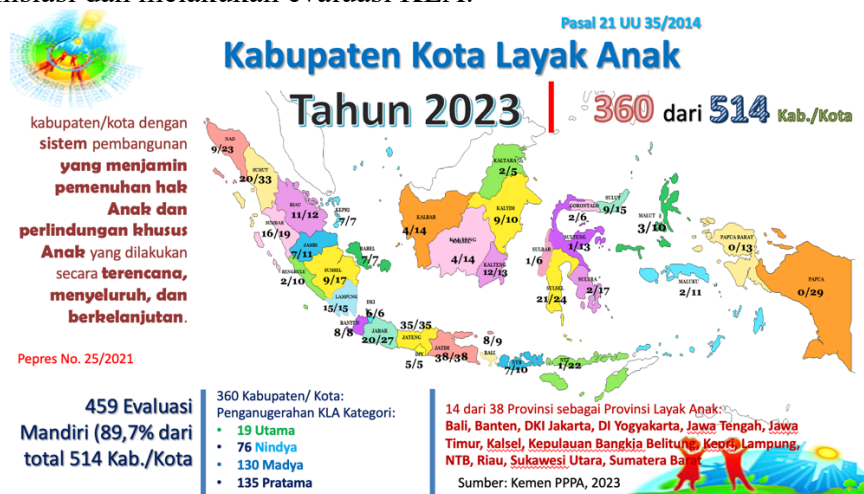 Pasal 21 UU 35/2014
Kabupaten Kota Layak Anak
Tahun 2023 | 360 dari 514 Kab./Kota
kabupaten/kota dengan
sistem pembangunan
yang menjamin
pemenuhan hak
Anak dan
perlindungan khusus
Anak yang dilakukan
secara terencana,
menyeluruh, dan
berkelanjutan.
Pepres No. 25/2021
NAD
9/23
SUMUT
20/33
RIAU
11/12
KEPRI
7/7
SUMBAR
16/19
JAMBI
7/11
BABEL
7/7
BENGKULU
2/10
SUMSEL
9/17
LAMPUNG
15/15
DKI
6/6
BANTEN
8/8
JABAR
20/27
35/35
JATENG
DIY
5/5
JATIM
38/38
8/9
BALI
NTB
7/10
NTT
1/22
KALBAR
4/14
KALTARA
2/5
KALTIM
9/10
4/14
KALTENG
12/13
GORONTALO
2/6
SULUT
9/15
SULTENG
1/13
SULBAR
1/6
SULSEL
21/24
SULTRA
2/17
MALUT
3/10
MALUKU
2/11
PAPUA BARAT
0/13
PAPUA
0/29
459 Evaluasi
Mandiri (89,7% dari
total 514 Kab./Kota
360 Kabupaten/ Kota:
Penganugerahan KLA Kategori:
• 19 Utama
• 76 Nindya
• 130 Madya
• 135 Pratama
14 dari 38 Provinsi sebagai Provinsi Layak Anak:
Bali, Banten, DKI Jakarta, DI Yogyakarta, Jawa Tengah, Jawa
Timur, Kalsel, Kepulauan Bangkia Belitung, Kepri, Lampung,
NTB, Riau, Sukawesi Utara, Sumatera Barat
Sumber: Kemen PPPA, 2023